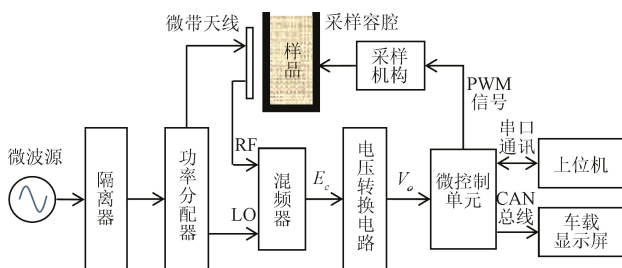 微带天线
采样容腔
样品
采样机构
PWM
信号
微波源
隔离器
功率分配器
RF
LO
混频器
E_c
电压转换电路
V_o
微控制
单元
串口
通讯
上位机
CAN
总线
车载
显示屏